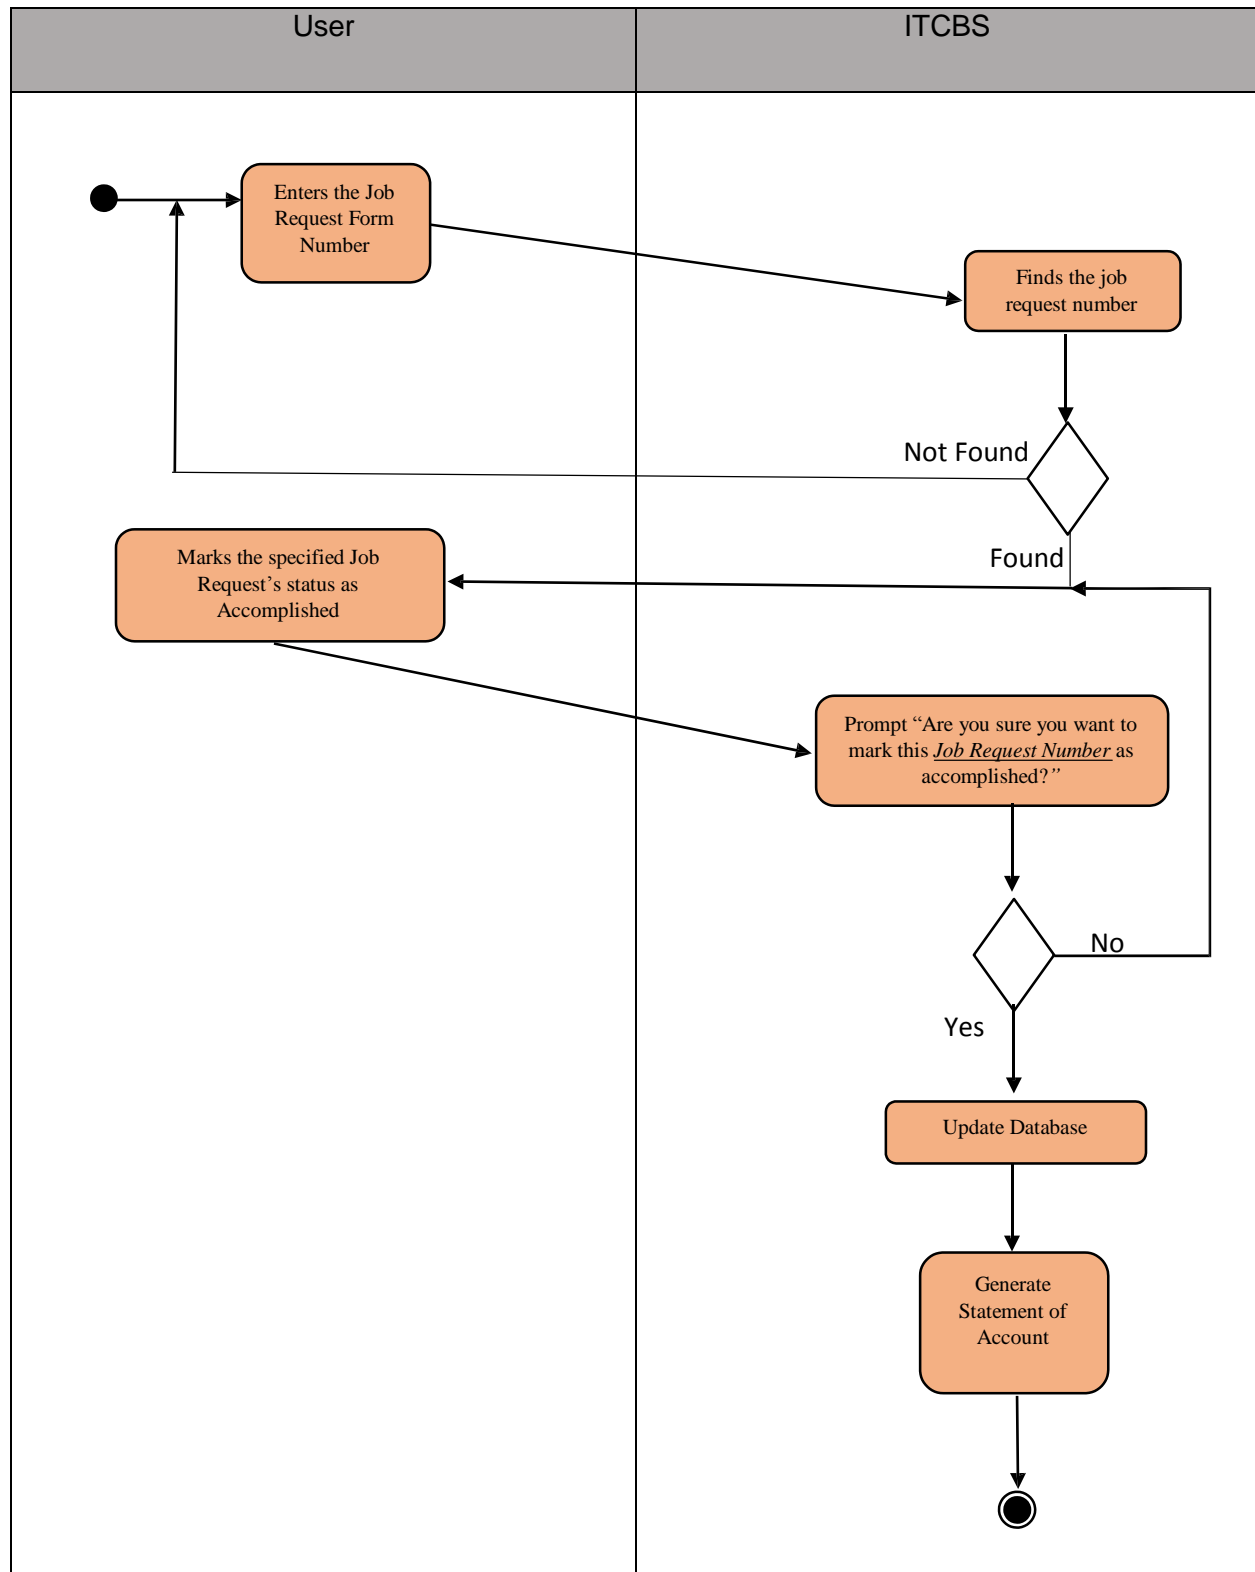 User
ITCBS
Enters the Job
Request Form
Number
Finds the job
request number
Not Found
Found
Marks the specified Job
Request’s status as
Accomplished
Prompt “Are you sure you want to
mark this Job Request Number as
accomplished?”
No
Yes
Update Database
Generate
Statement of
Account